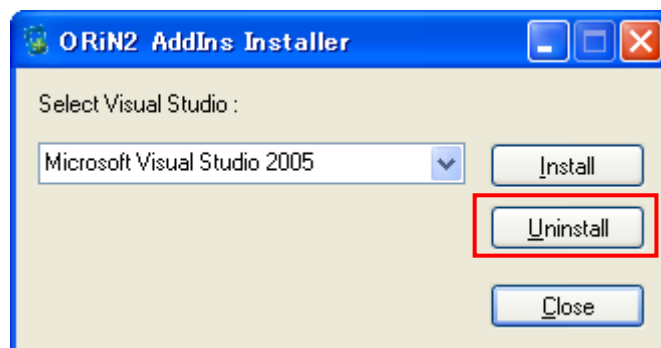 ORiN2 AddIns Installer
Select Visual Studio :
Microsoft Visual Studio 2005
Install
Uninstall
Close